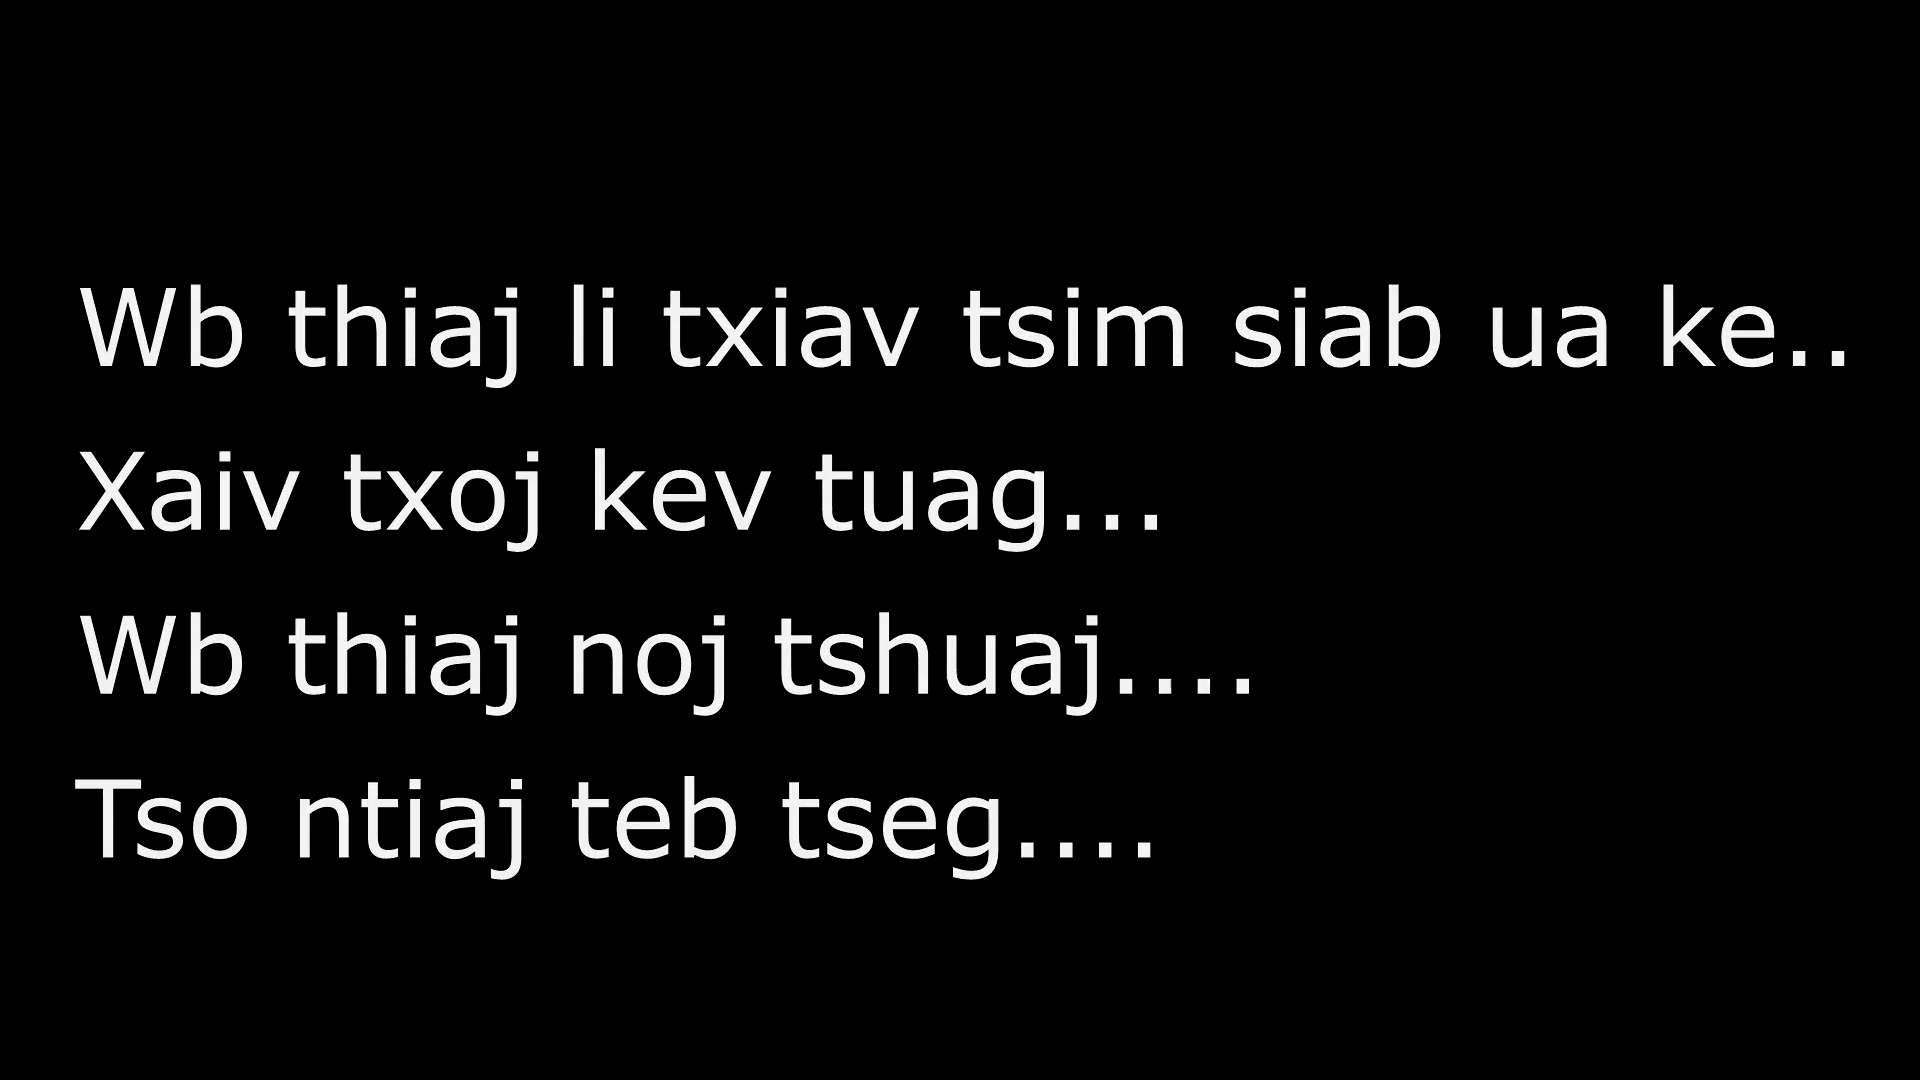 Wb thiaj li txiav tsim siab ua ke..
Xaiv txoj kev tuag...
Wb thiaj noj tshuaj....
Tso ntiaj teb tseg....